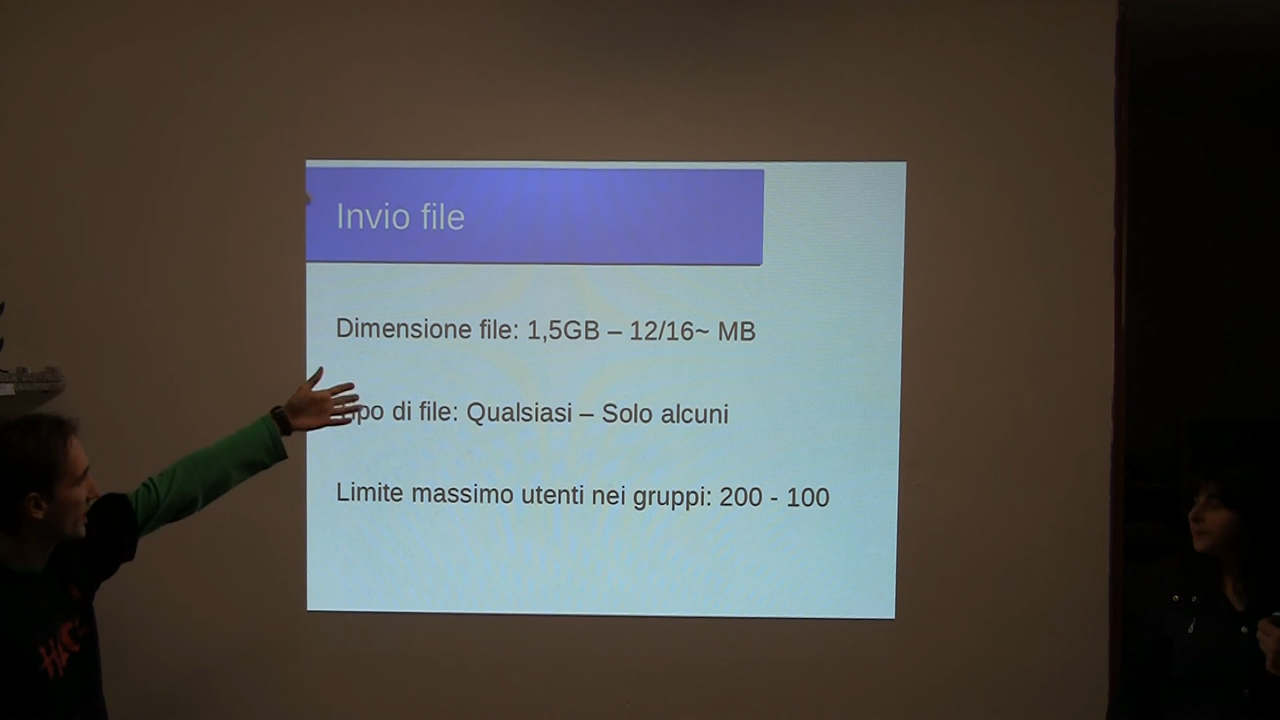 Invio file
Dimensione file: 1,5GB – 12/16~ MB
Tipo di file: Qualsiasi – Solo alcuni
Limite massimo utenti nei gruppi: 200 - 100